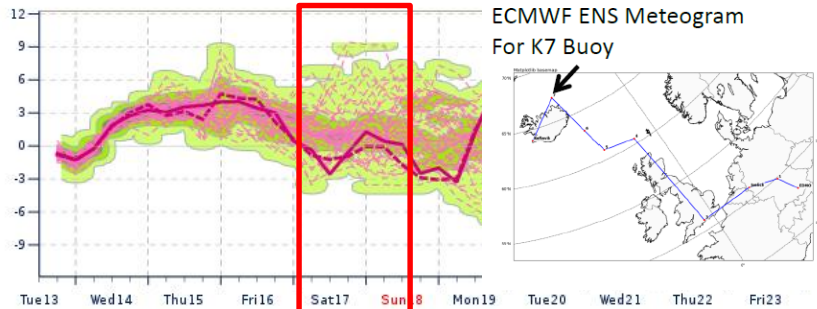 ECMWF ENS Meteogram
For K7 Buoy
12
9
6
3
0
-3
-6
-9
Tue13 Wed14 Thu15 Fri16 Sat17 Sun18 Mon19 Tue20 Wed21 Thu22 Fri23